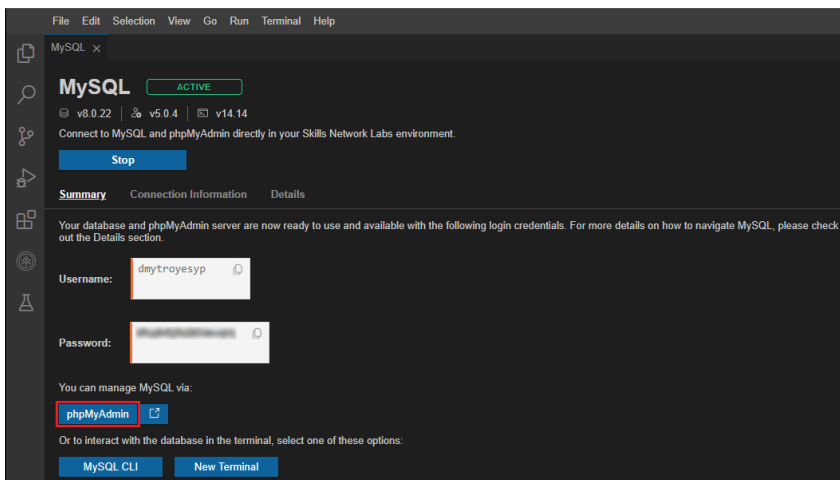 File Edit Selection View Go Run Terminal Help
MySQL
MySQL ACTIVE
v8.0.22 v5.0.4 v14.14
Connect to MySQL and phpMyAdmin directly in your Skills Network Labs environment.
Stop
Summary Connection Information Details
Your database and phpMyAdmin server are now ready to use and available with the following login credentials. For more details on how to navigate MySQL, please check
out the Details section.
Username: dmytroyesyp
Password:
You can manage MySQL via:
phpMyAdmin
Or to interact with the database in the terminal, select one of these options:
MySQL CLI New Terminal